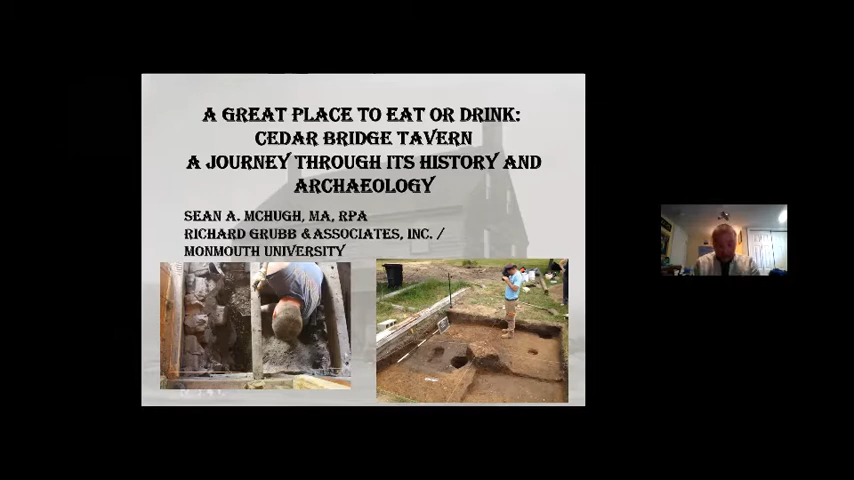 A GREAT PLACE TO EAT OR DRINK:
CEDAR BRIDGE TAVERN
A JOURNEY THROUGH ITS HISTORY AND
ARCHAEOLOGY
SEAN A. MCHUGH, MA, RPA
RICHARD GRUBB & ASSOCIATES, INC. /
MONMOUTH UNIVERSITY